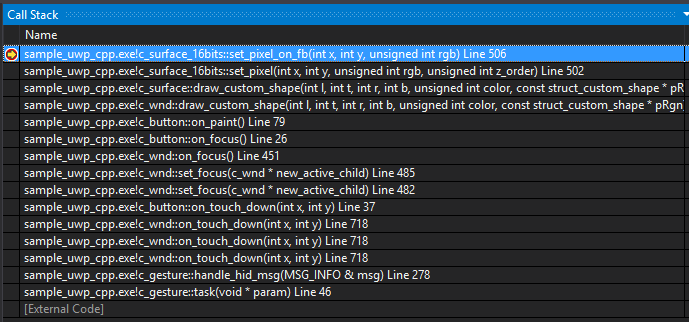 Call Stack
Name
sample_uwp_cpp.exe!c_surface_16bits::set_pixel_on_fb(int x, int y, unsigned int rgb) Line 506
sample_uwp_cpp.exe!c_surface_16bits::set_pixel(int x, int y, unsigned int rgb, unsigned int z_order) Line 502
sample_uwp_cpp.exe!c_surface::draw_custom_shape(int l, int t, int r, int b, unsigned int color, const struct_custom_shape * pR
sample_uwp_cpp.exe!c_wnd::draw_custom_shape(int l, int t, int r, int b, unsigned int color, const struct_custom_shape * pRgn)
sample_uwp_cpp.exe!c_button::on_paint() Line 79
sample_uwp_cpp.exe!c_button::on_focus() Line 26
sample_uwp_cpp.exe!c_wnd::on_focus() Line 451
sample_uwp_cpp.exe!c_wnd::set_focus(c_wnd * new_active_child) Line 485
sample_uwp_cpp.exe!c_wnd::set_focus(c_wnd * new_active_child) Line 482
sample_uwp_cpp.exe!c_button::on_touch_down(int x, int y) Line 37
sample_uwp_cpp.exe!c_wnd::on_touch_down(int x, int y) Line 718
sample_uwp_cpp.exe!c_wnd::on_touch_down(int x, int y) Line 718
sample_uwp_cpp.exe!c_wnd::on_touch_down(int x, int y) Line 718
sample_uwp_cpp.exe!c_gesture::handle_hid_msg(MSG_INFO & msg) Line 278
sample_uwp_cpp.exe!c_gesture::task(void * param) Line 46
[External Code]